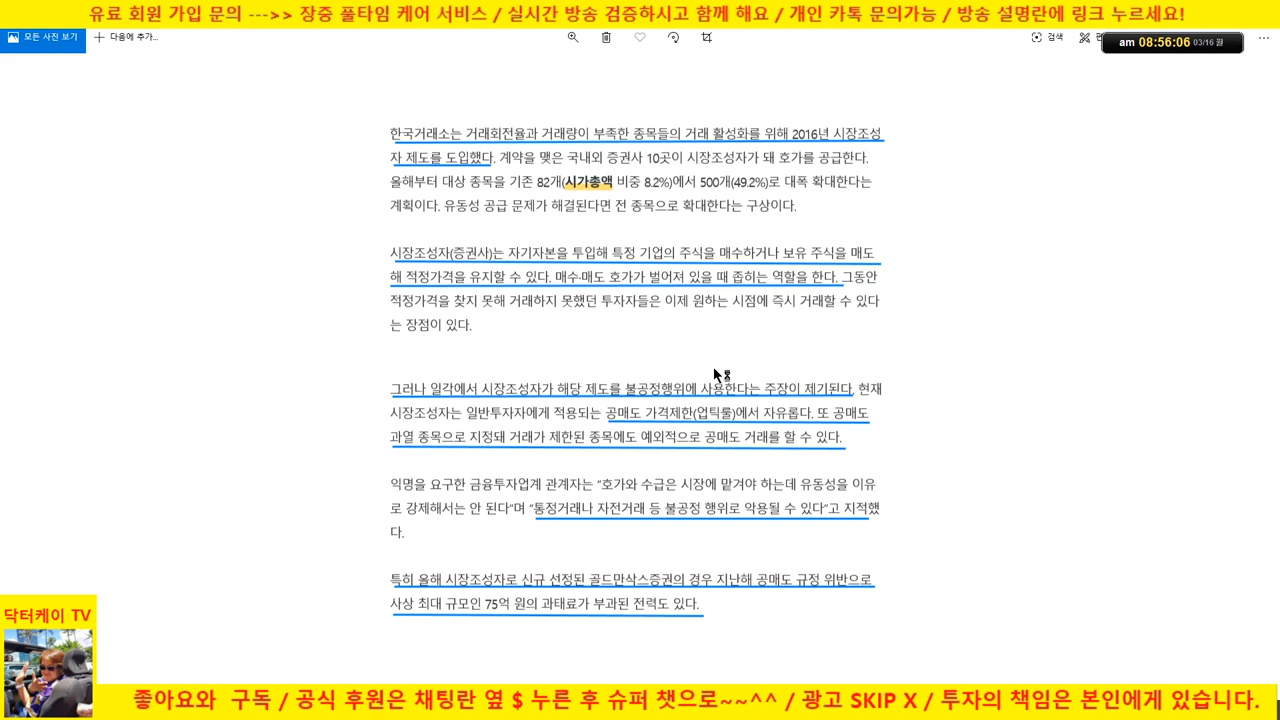 유료 회원 가입 문의 --->> 장중 풀타임 케어 서비스 / 실시간 방송 검증하시고 함께 해요 / 개인 카톡 문의가능 / 방송 설명란에 링크 누르세요!
모든 사진 보기
다음에 추가...
검색
am 08:56:06 03/16 월
한국거래소는 거래회전율과 거래량이 부족한 종목들의 거래 활성화를 위해 2016년 시장조성
자 제도를 도입했다. 계약을 맺은 국내외 증권사 10곳이 시장조성자가 돼 호가를 공급한다.
올해부터 대상 종목을 기존 82개(시가총액 비중 8.2%)에서 500개(49.2%)로 대폭 확대한다는
계획이다. 유동성 공급 문제가 해결된다면 전 종목으로 확대한다는 구상이다.
시장조성자(증권사)는 자기자본을 투입해 특정 기업의 주식을 매수하거나 보유 주식을 매도
해 적정가격을 유지할 수 있다. 매수·매도 호가가 벌어져 있을 때 좁히는 역할을 한다. 그동안
적정가격을 찾지 못해 거래하지 못했던 투자자들은 이제 원하는 시점에 즉시 거래할 수 있다
는 장점이 있다.
그러나 일각에서 시장조성자가 해당 제도를 불공정행위에 사용한다는 주장이 제기된다. 현재
시장조성자는 일반투자자에게 적용되는 공매도 가격제한(업틱룰)에서 자유롭다. 또 공매도
과열 종목으로 지정돼 거래가 제한된 종목에도 예외적으로 공매도 거래를 할 수 있다.
익명을 요구한 금융투자업계 관계자는 "호가와 수급은 시장에 맡겨야 하는데 유동성을 이유
로 강제해서는 안 된다"며 "통정거래나 자전거래 등 불공정 행위로 악용될 수 있다"고 지적했
다.
특히 올해 시장조성자로 신규 선정된 골드만삭스증권의 경우 지난해 공매도 규정 위반으로
사상 최대 규모인 75억 원의 과태료가 부과된 전력도 있다.
닥터케이 TV
좋아요와 구독 / 공식 후원은 채팅란 옆 $ 누른 후 슈퍼 챗으로~~^^ / 광고 SKIP X / 투자의 책임은 본인에게 있습니다.